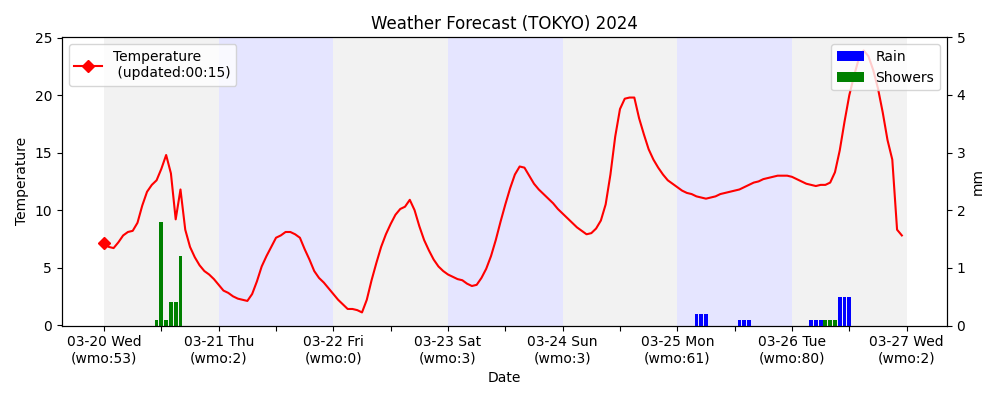 Weather Forecast (TOKYO) 2024
Temperature
(updated:00:15)
Rain
Showers
25
20
15
10
5
0
Temperature
5
4
3
2
1
0
mm
03-20 Wed
(wmo:53)
03-21 Thu
(wmo:2)
03-22 Fri
(wmo:0)
03-23 Sat
(wmo:3)
03-24 Sun
(wmo:3)
03-25 Mon
(wmo:61)
03-26 Tue
(wmo:80)
03-27 Wed
(wmo:2)
Date